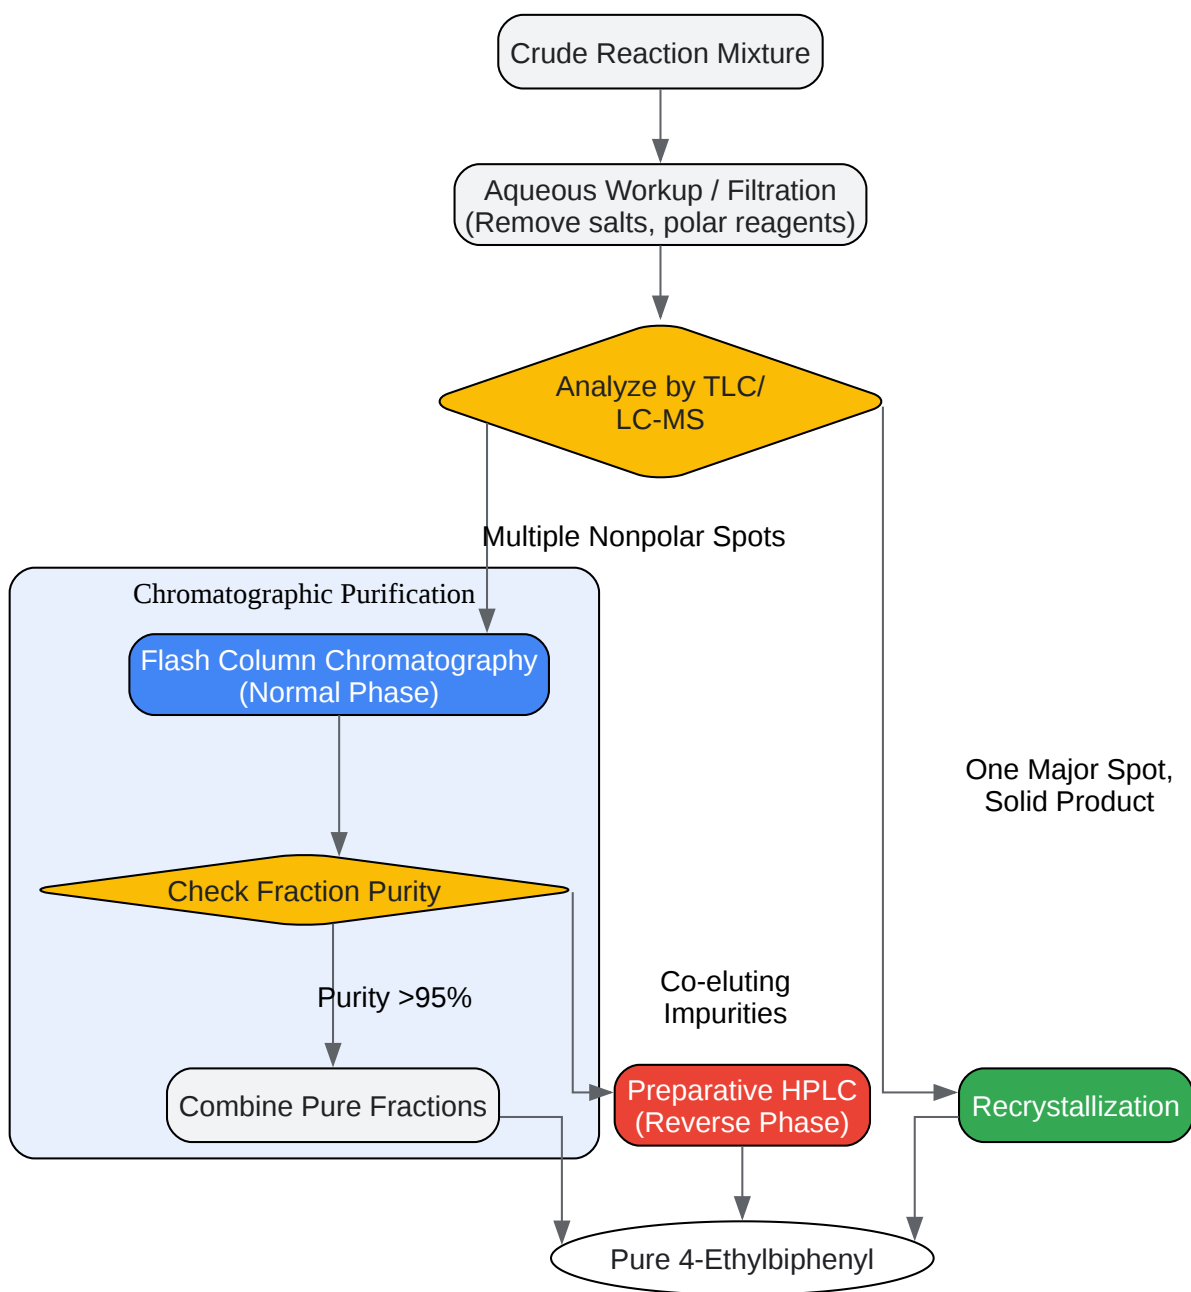 Crude Reaction Mixture
Aqueous Workup / Filtration
(Remove salts, polar reagents)
Analyze by TLC/
LC-MS
Multiple Nonpolar Spots
Chromatographic Purification
Flash Column Chromatography
(Normal Phase)
One Major Spot,
Solid Product
Check Fraction Purity
Purity >95%
Co-eluting
Impurities
Combine Pure Fractions
Preparative HPLC
(Reverse Phase)
Recrystallization
Pure 4-Ethylbiphenyl